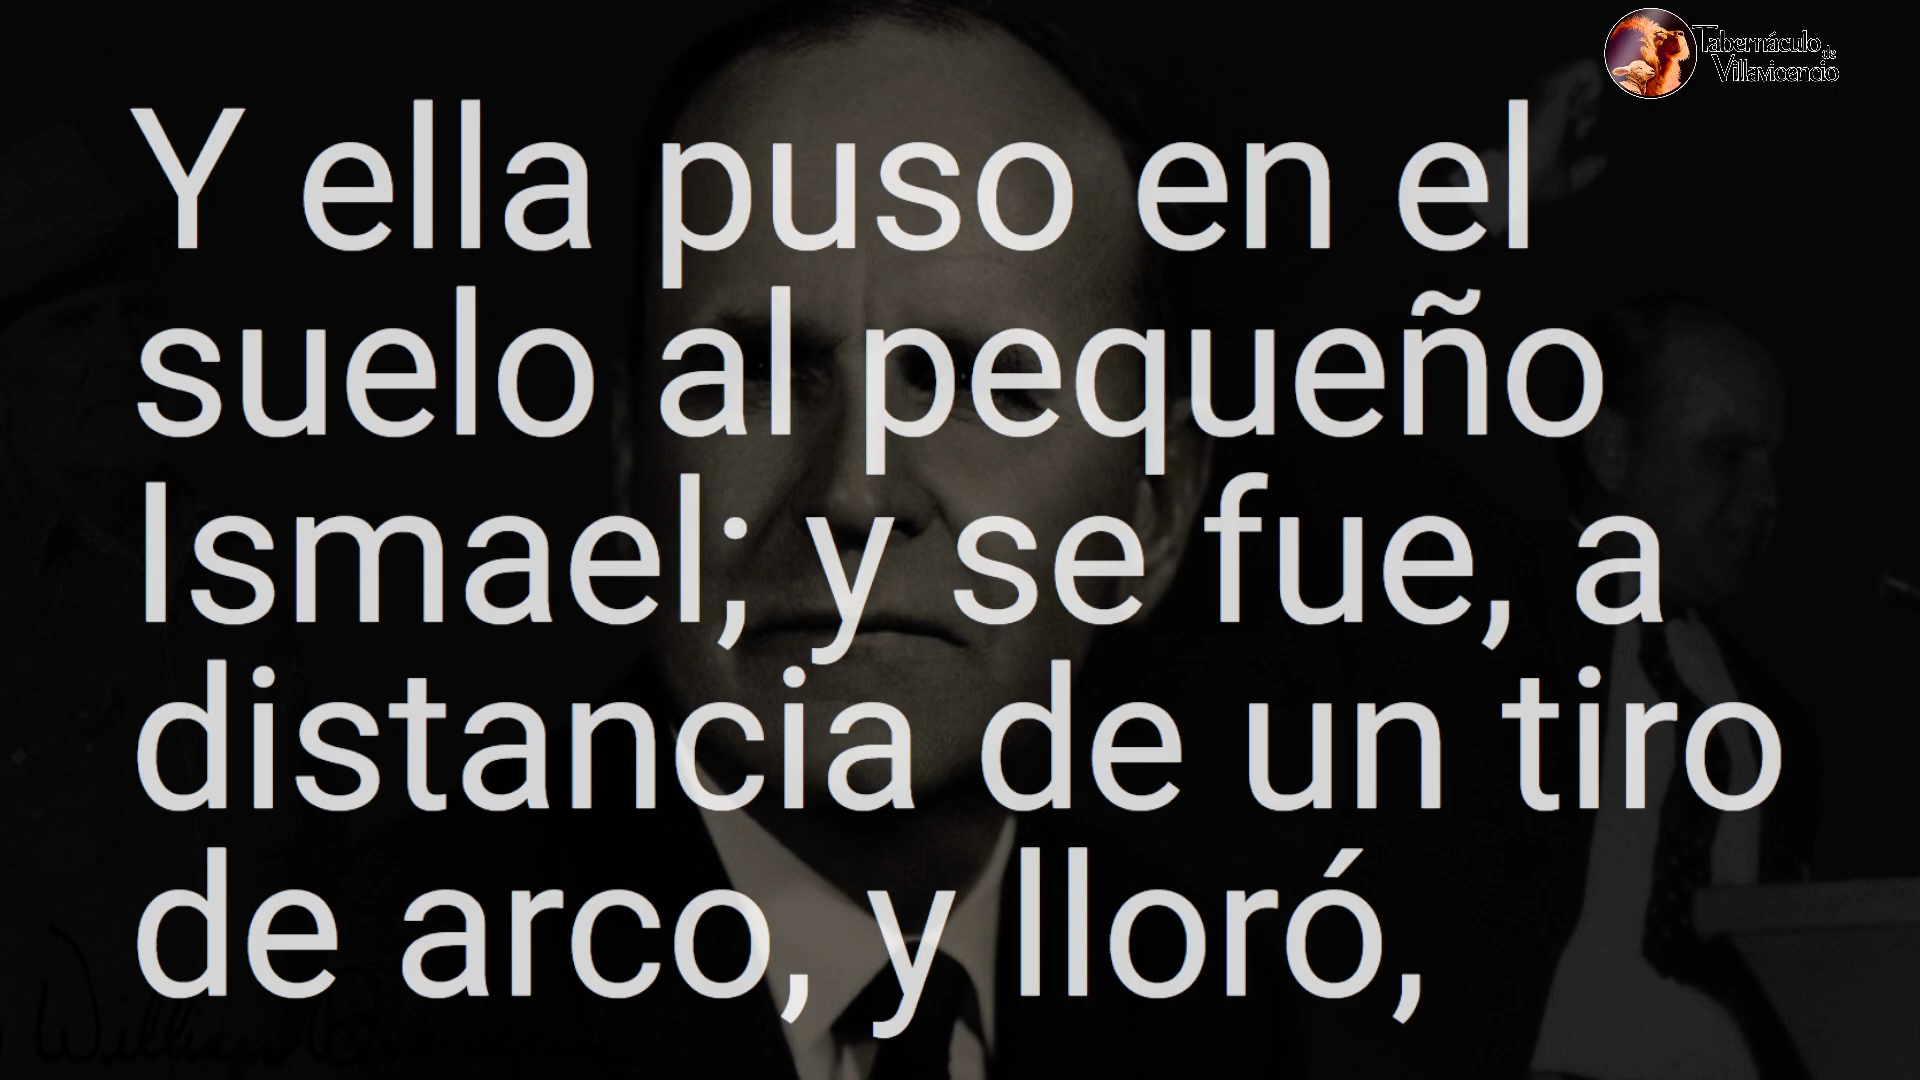 Tabernáculo de
Villavicencio
Y ella puso en el
suelo al pequeño
Ismael; y se fue, a
distancia de un tiro
de arco, y lloró,
William